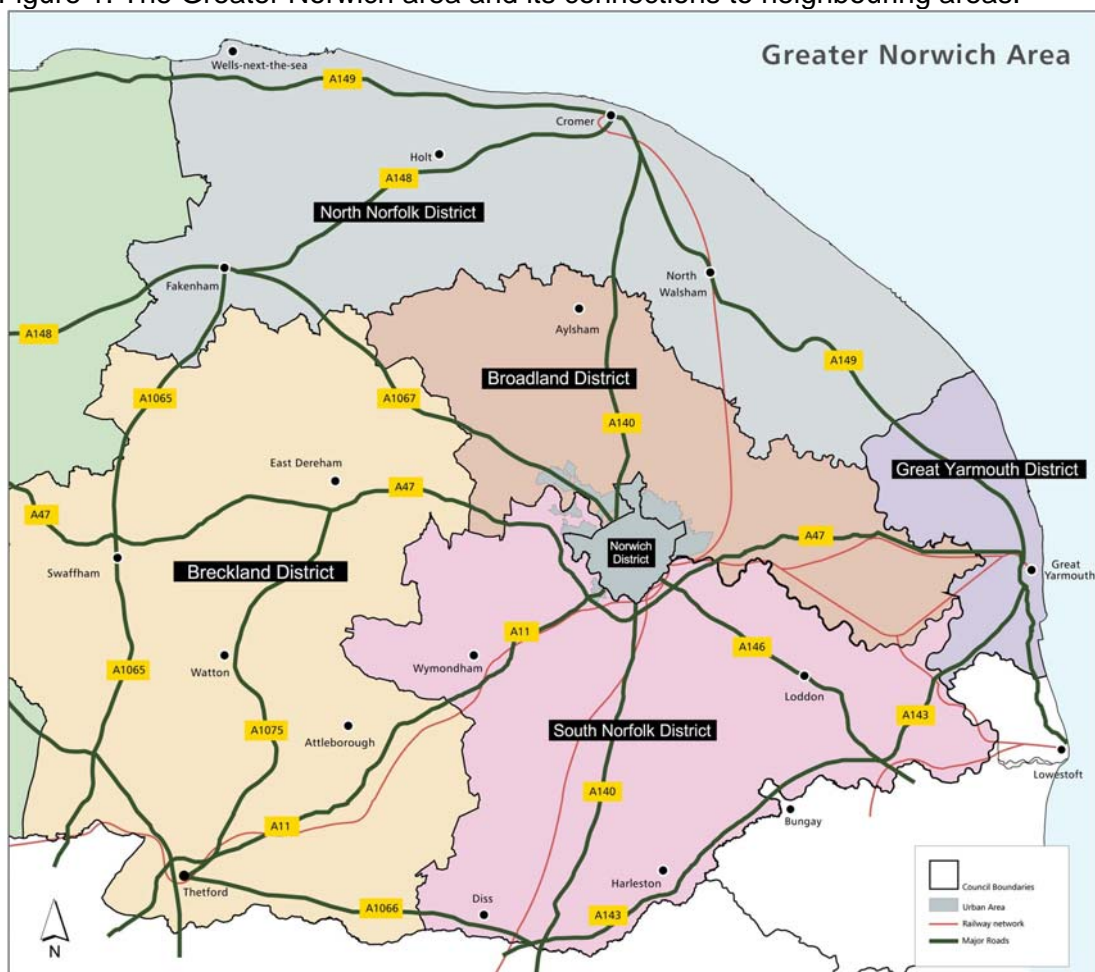 Figure 1: The Greater Norwich area and its connections to neighbouring areas.
Greater Norwich Area
Wells-next-the-sea
A149
Cromer
Holt
A148
North Norfolk District
Fakenham
North
Walsham
Aylsham
A148
A149
Broadland District
A1065
A1067
A140
East Dereham
Great Yarmouth District
A47
A47
A47
Norwich
District
Swaffham
Breckland District
Great
Yarmouth
A11
A146
Wymondham
Watton
A1065
Loddon
A143
A1075
Attleborough
South Norfolk District
Lowestoft
A140
Bungay
A11
Thetford
Harleston
A1066
Diss
A143
N
Council Boundaries
Urban Area
Railway network
Major Roads